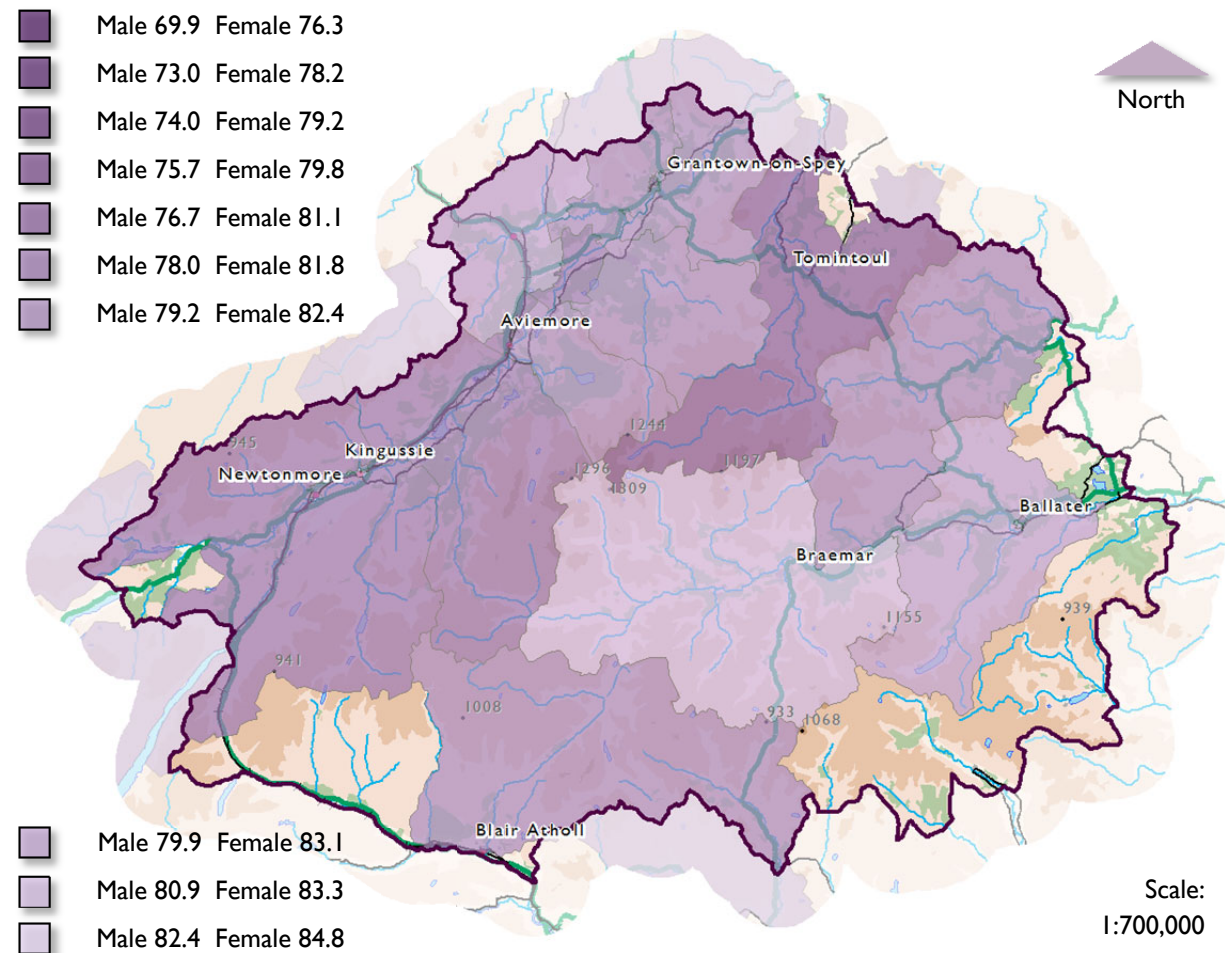 Male 69.9 Female 76.3
Male 73.0 Female 78.2
Male 74.0 Female 79.2
Male 75.7 Female 79.8
Male 76.7 Female 81.1
Male 78.0 Female 81.8
Male 79.2 Female 82.4
North
Grantown-on-Spey
Tomintoul
Aviemore
1244
945
Kingussie
1296
1197
Newtonmore
1309
Ballater
Braemar
939
1155
941
1008
933
1068
Blair Atholl
Male 79.9 Female 83.1
Male 80.9 Female 83.3
Male 82.4 Female 84.8
Scale:
1:700,000